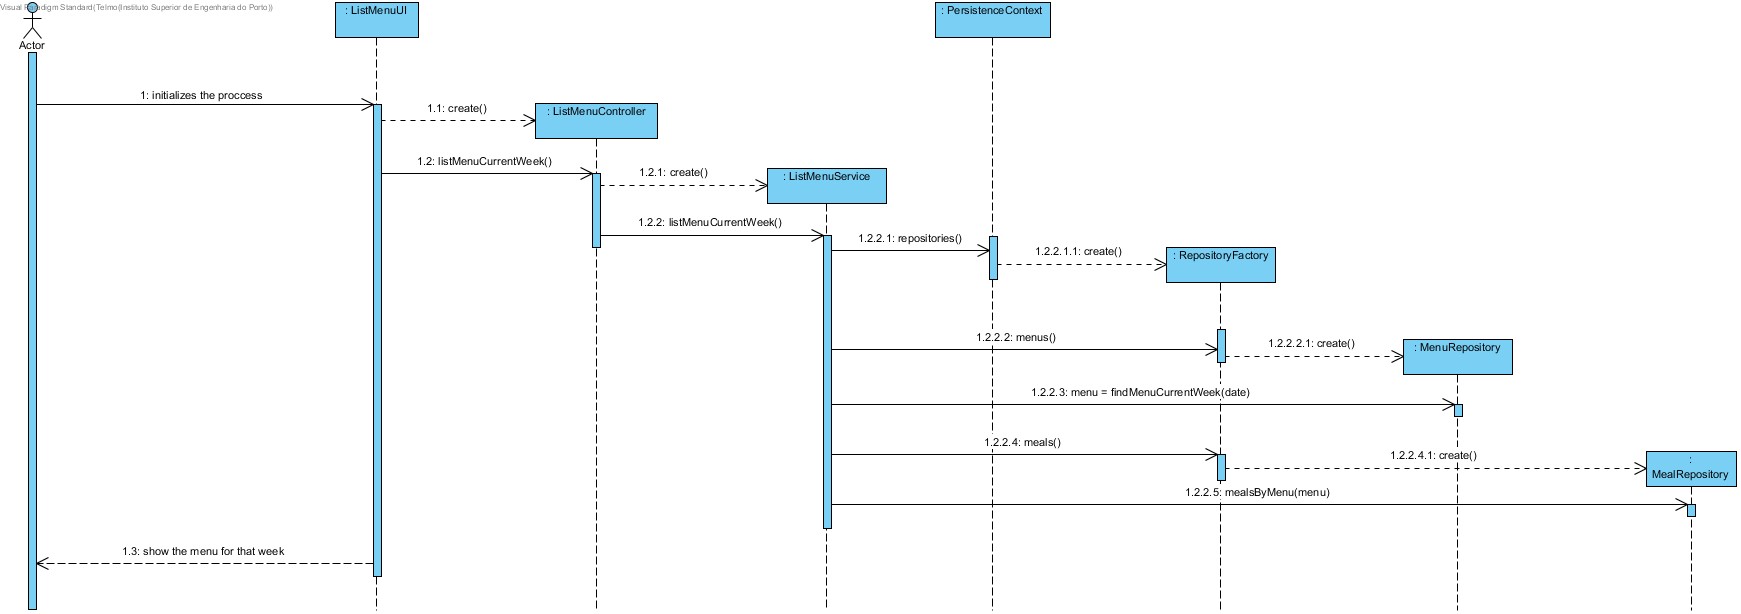 Visual Paradigm Standard(Telmo(Instituto Superior de Engenharia do Porto))
Actor
: ListMenuUI
: PersistenceContext
1: initializes the proccess
1.1: create()
: ListMenuController
1.2: listMenuCurrentWeek()
1.2.1: create()
: ListMenuService
1.2.2: listMenuCurrentWeek()
1.2.2.1: repositories()
1.2.2.1.1: create()
: RepositoryFactory
1.2.2.2: menus()
1.2.2.2.1: create()
: MenuRepository
1.2.2.3: menu = findMenuCurrentWeek(date)
1.2.2.4: meals()
1.2.2.4.1: create()
:
MealRepository
1.2.2.5: mealsByMenu(menu)
1.3: show the menu for that week